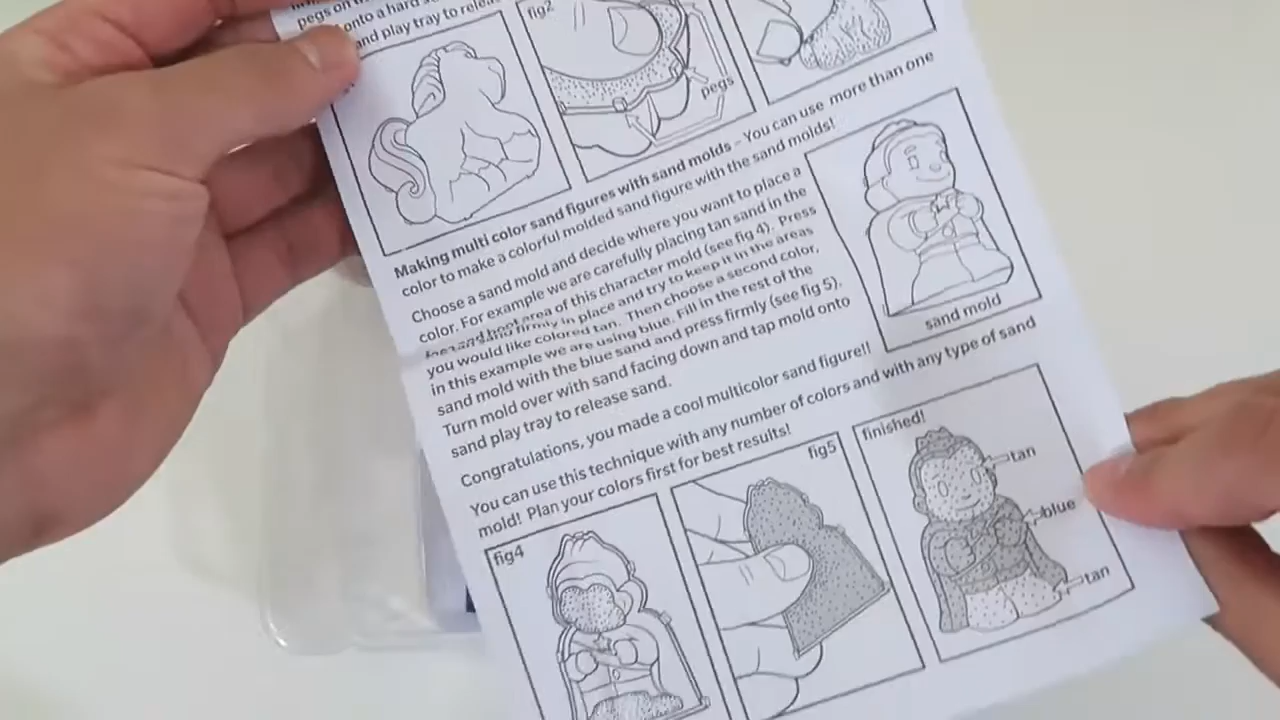 pegs on
onto a hard
and play tray to release
fig2
pegs
Making multi color sand figures with sand molds – You can use more than one
color to make a colorful molded sand figure with the sand molds!
Choose a sand mold and decide where you want to place a
color. For example we are carefully placing tan sand in the
face and boot area of this character mold (see fig 4). Press
sand firmly in place and try to keep it in the areas
you would like colored tan. Then choose a second color,
in this example we are using blue. Fill in the rest of the
sand mold with the blue sand and press firmly (see fig 5).
Turn mold over with sand facing down and tap mold onto
sand play tray to release sand.
sand mold
Congratulations, you made a cool multicolor sand figure!!
You can use this technique with any number of colors and with any type of sand
mold! Plan your colors first for best results!
fig4
fig5
finished!
tan
blue
tan